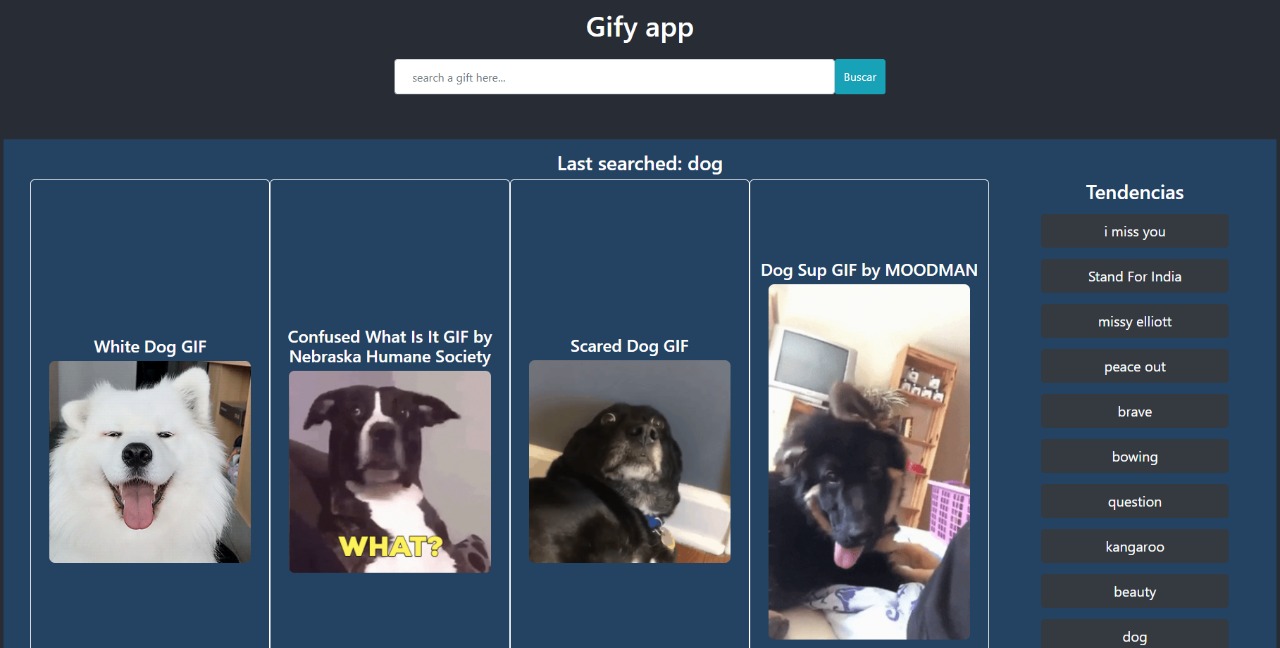 Gify app
search a gift here...
Buscar
Last searched: dog
White Dog GIF
Confused What Is It GIF by
Nebraska Humane Society
WHAT?
Scared Dog GIF
Dog Sup GIF by MOODMAN
Tendencias
i miss you
Stand For India
missy elliott
peace out
brave
bowing
question
kangaroo
beauty
dog